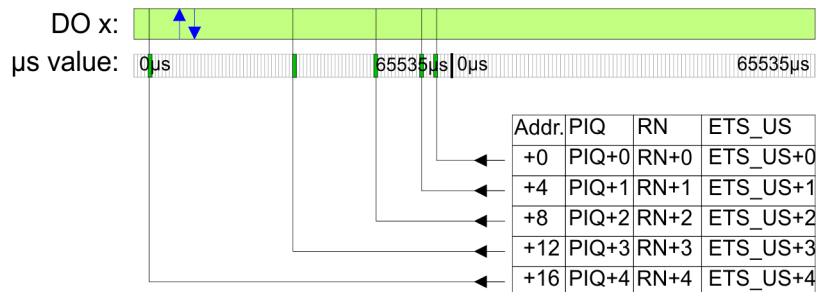 DO x:
µs value: 0µs 65535µs 0µs 65535µs
Addr. PIQ RN ETS_US
+0 PIQ+0 RN+0 ETS_US+0
+4 PIQ+1 RN+1 ETS_US+1
+8 PIQ+2 RN+2 ETS_US+2
+12 PIQ+3 RN+3 ETS_US+3
+16 PIQ+4 RN+4 ETS_US+4